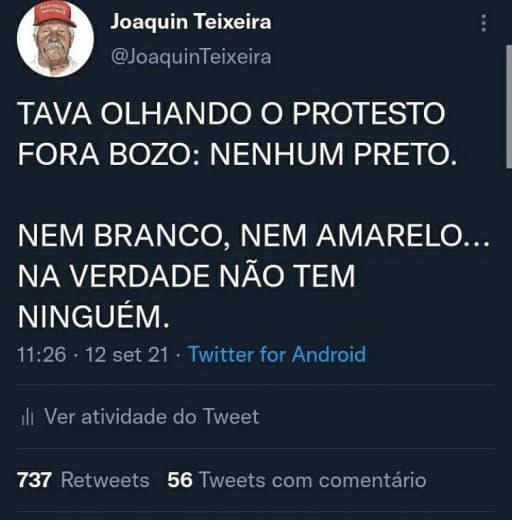 Joaquin Teixeira
@JoaquinTeixeira
TAVA OLHANDO O PROTESTO
FORA BOZO: NENHUM PRETO.
NEM BRANCO, NEM AMARELO...
NA VERDADE NÃO TEM
NINGUÉM.
11:26 · 12 set 21 · Twitter for Android
Ver atividade do Tweet
737 Retweets 56 Tweets com comentário